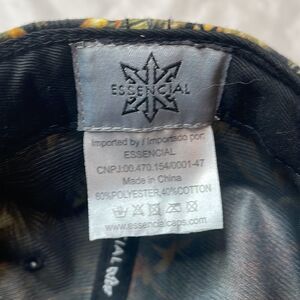 ESSENCIAL
Imported by / Importado por:
ESSENCIAL
CNPJ:00.470.154/0001-47
Made in China
60%POLYESTER,40%COTTON
www.essencialcaps.com